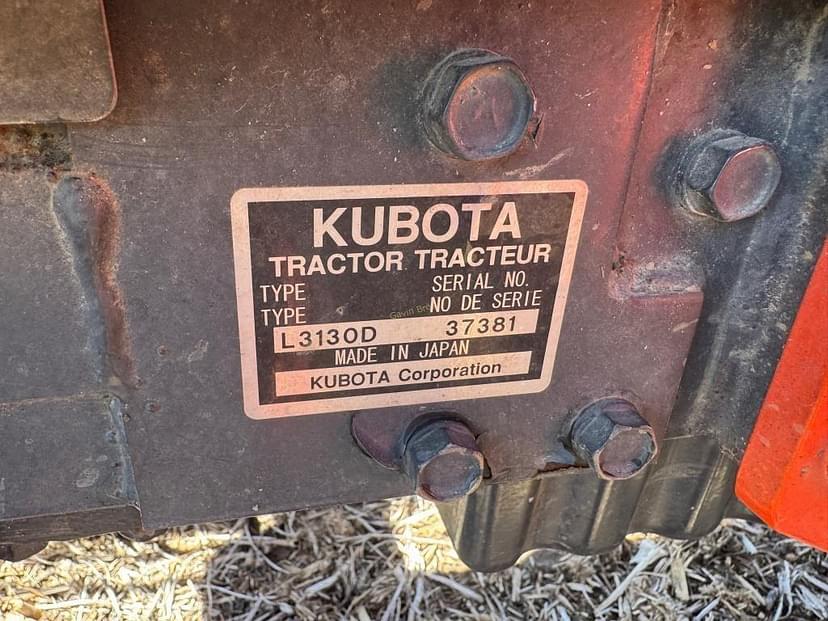 KUBOTA
TRACTOR TRACTEUR
TYPE SERIAL NO.
TYPE NO DE SERIE
L3130D 37381
MADE IN JAPAN
KUBOTA Corporation